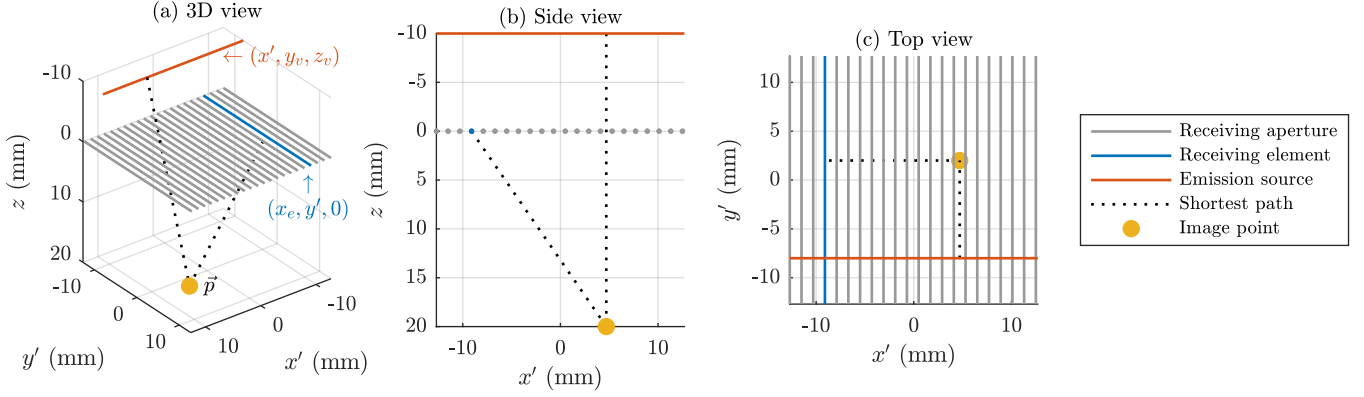 (a) 3D view
← (x′, y_v, z_v)
-10
0
10
20
z (mm)
↑
(x_e, y′, 0)
p⃗
-10
0
10
y′ (mm)
10
0
-10
x′ (mm)
(b) Side view
-10
-5
0
5
10
15
20
z (mm)
-10
0
10
x′ (mm)
(c) Top view
10
5
0
-5
-10
y′ (mm)
-10
0
10
x′ (mm)
Receiving aperture
Receiving element
Emission source
Shortest path
Image point